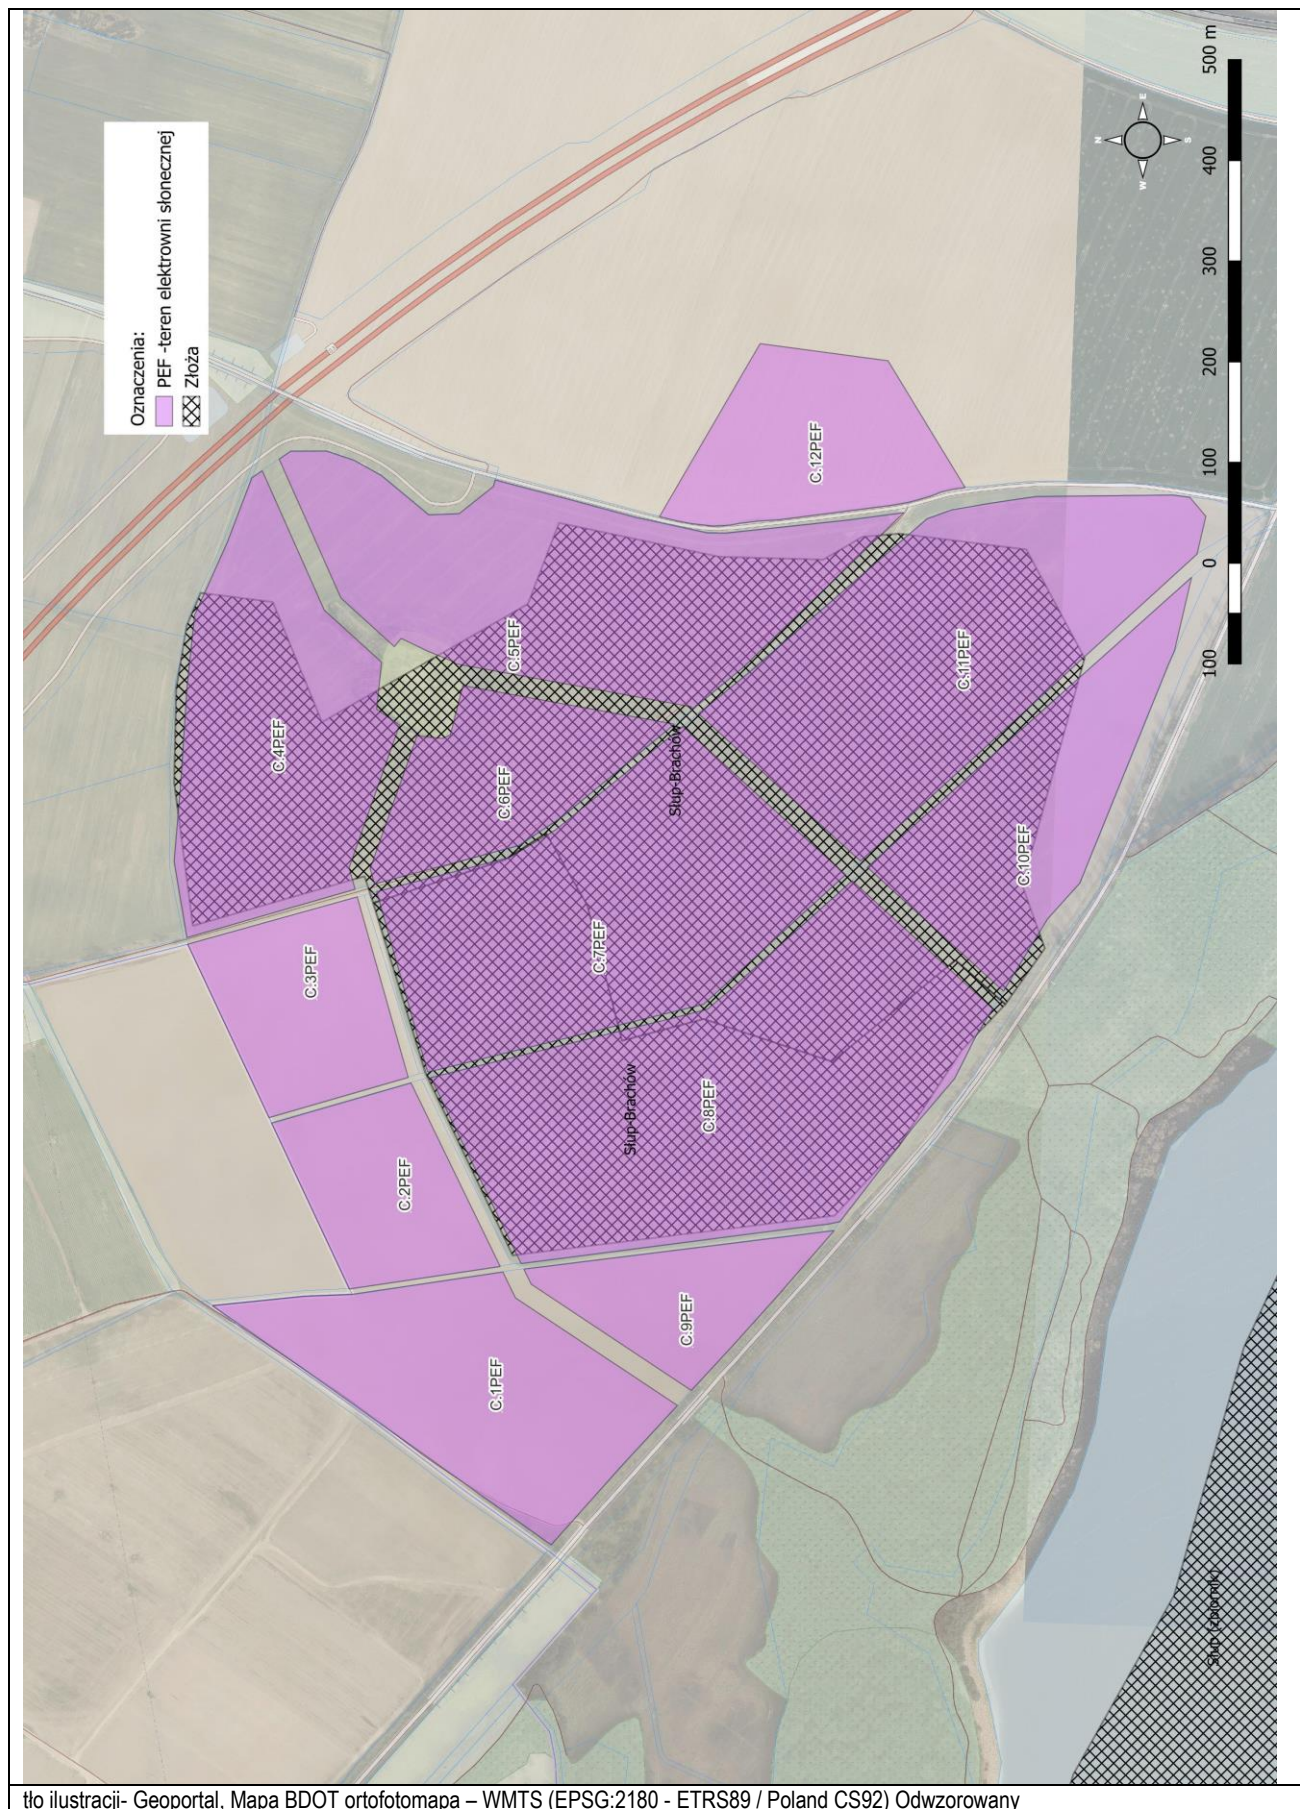 Oznaczenia:
PEF -teren elektrowni słonecznej
Złoża
N
E
S
W
100
0
100
200
300
400
500 m
C.1PEF
C.2PEF
C.3PEF
C.4PEF
C.5PEF
C.6PEF
C.7PEF
C.8PEF
C.9PEF
C.10PEF
C.11PEF
C.12PEF
Słup-Brachów
Słup-Brachów
Słup (zbiornik)
tło ilustracji- Geoportal, Mapa BDOT ortofotomapa – WMTS (EPSG:2180 - ETRS89 / Poland CS92) Odwzorowany